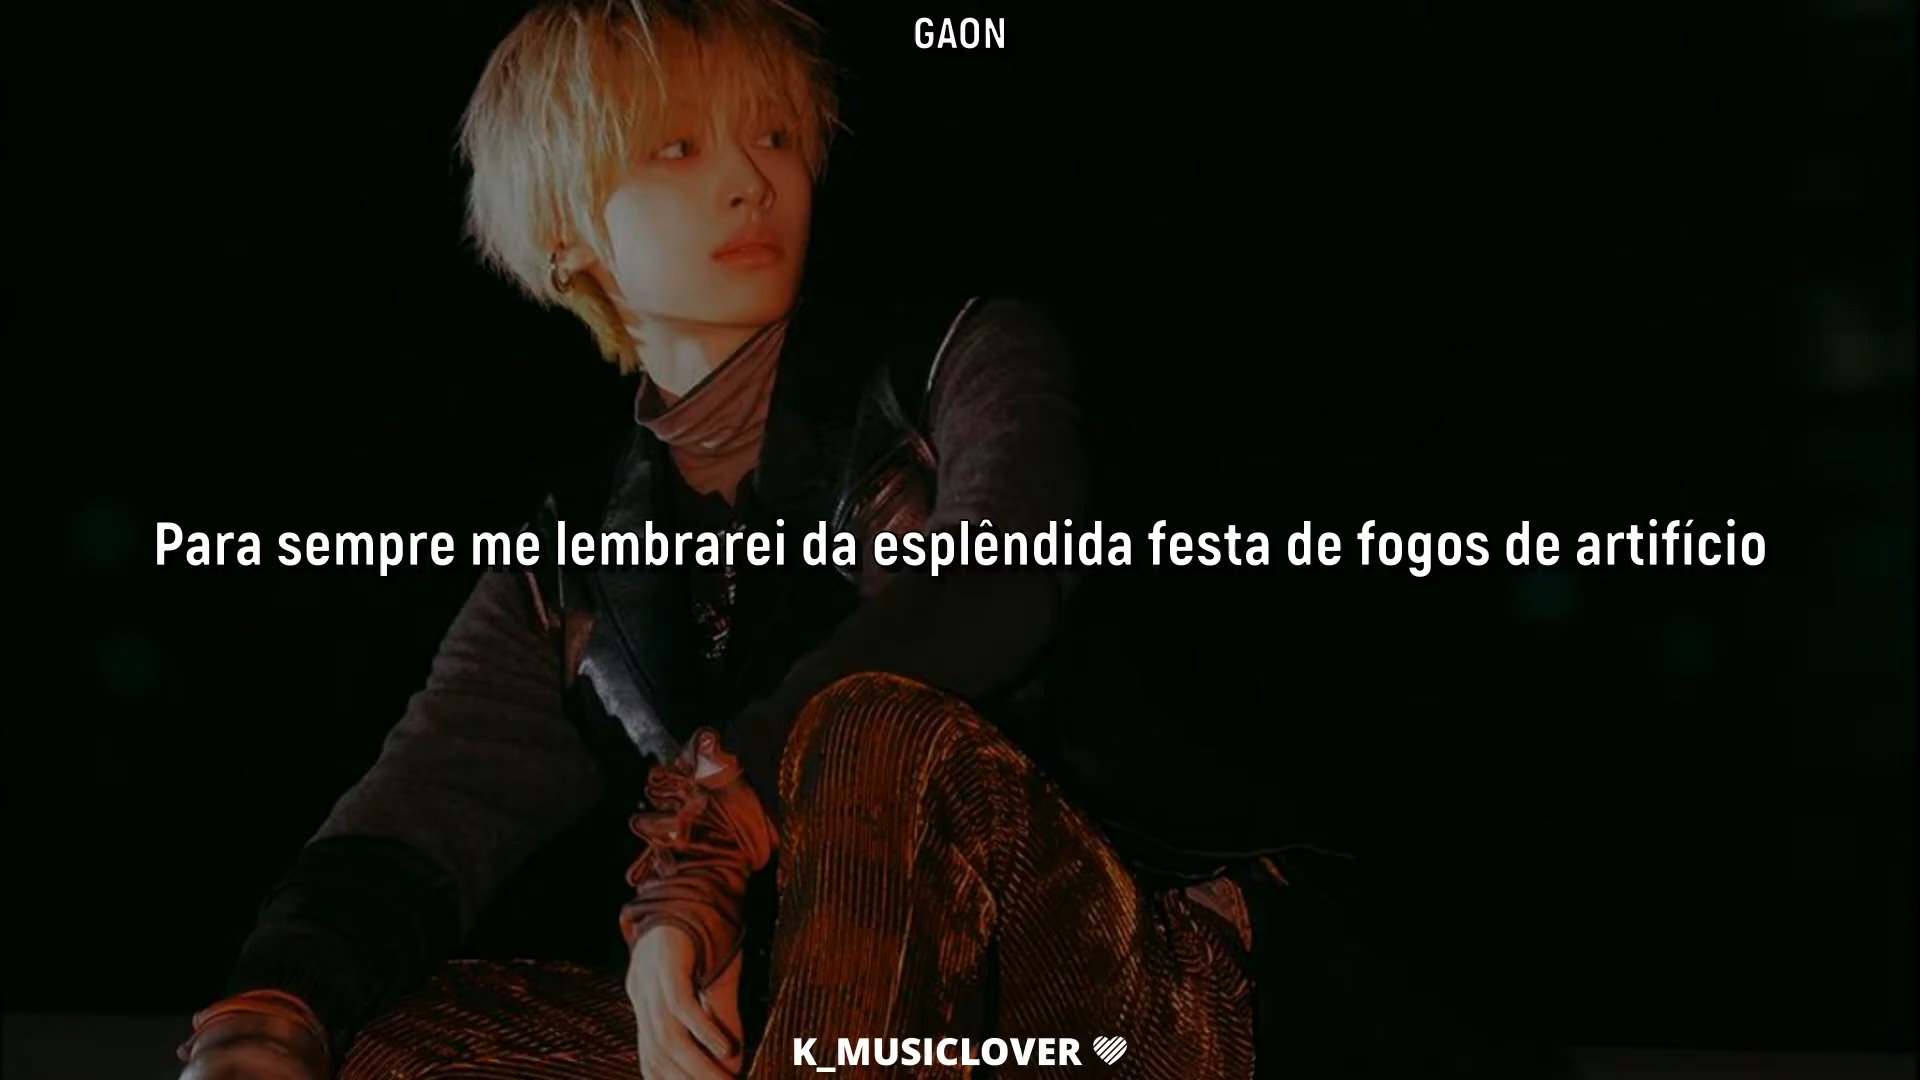 GAON
Para sempre me lembrarei da esplêndida festa de fogos de artifício
K_MUSICLOVER